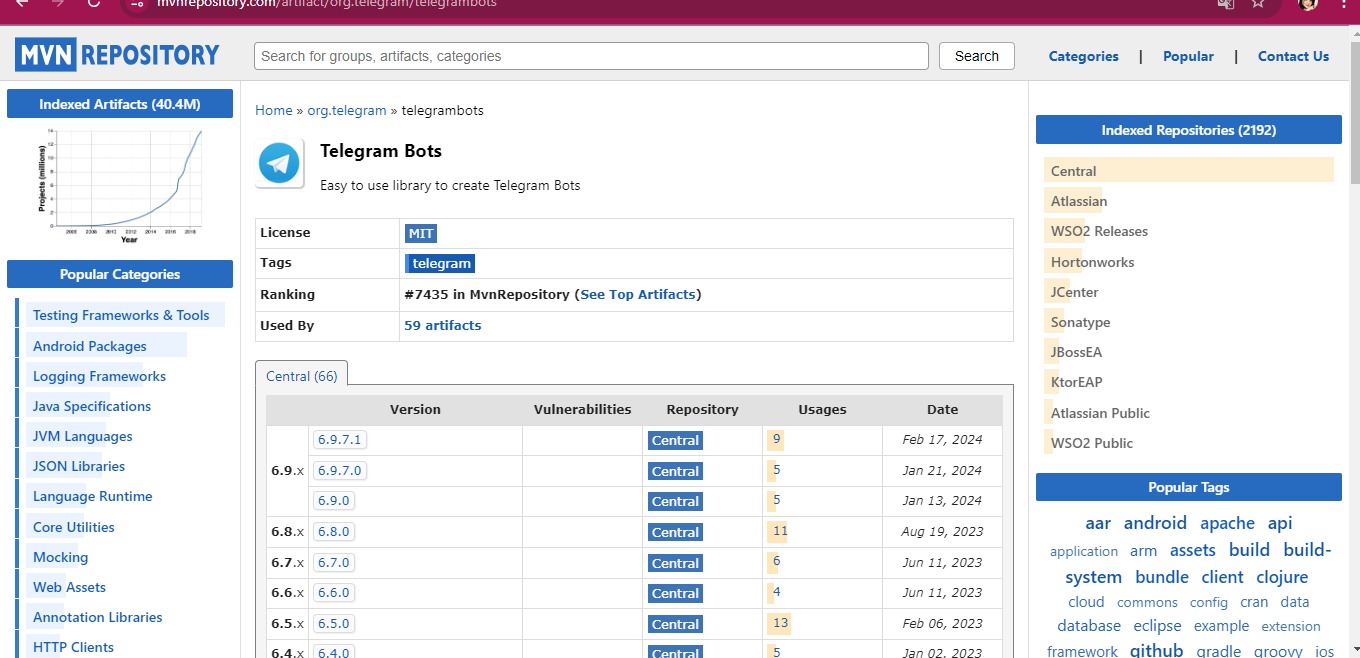 mvnrepository.com/artifact/org.telegram/telegrambots
MVN REPOSITORY
Search for groups, artifacts, categories
Search
Categories | Popular | Contact Us
Indexed Artifacts (40.4M)
Projects (millions)
Year
Popular Categories
Testing Frameworks & Tools
Android Packages
Logging Frameworks
Java Specifications
JVM Languages
JSON Libraries
Language Runtime
Core Utilities
Mocking
Web Assets
Annotation Libraries
HTTP Clients
Home » org.telegram » telegrambots
Telegram Bots
Easy to use library to create Telegram Bots
License MIT
Tags telegram
Ranking #7435 in MvnRepository (See Top Artifacts)
Used By 59 artifacts
Central (66)
Version Vulnerabilities Repository Usages Date
6.9.7.1 Central 9 Feb 17, 2024
6.9.x 6.9.7.0 Central 5 Jan 21, 2024
6.9.0 Central 5 Jan 13, 2024
6.8.x 6.8.0 Central 11 Aug 19, 2023
6.7.x 6.7.0 Central 6 Jun 11, 2023
6.6.x 6.6.0 Central 4 Jun 11, 2023
6.5.x 6.5.0 Central 13 Feb 06, 2023
6.4.x 6.4.0 Central 5 Jan 02, 2023
Indexed Repositories (2192)
Central
Atlassian
WSO2 Releases
Hortonworks
JCenter
Sonatype
JBossEA
KtorEAP
Atlassian Public
WSO2 Public
Popular Tags
aar android apache api
application arm assets build build-
system bundle client clojure
cloud commons config cran data
database eclipse example extension
framework github gradle groovy ios